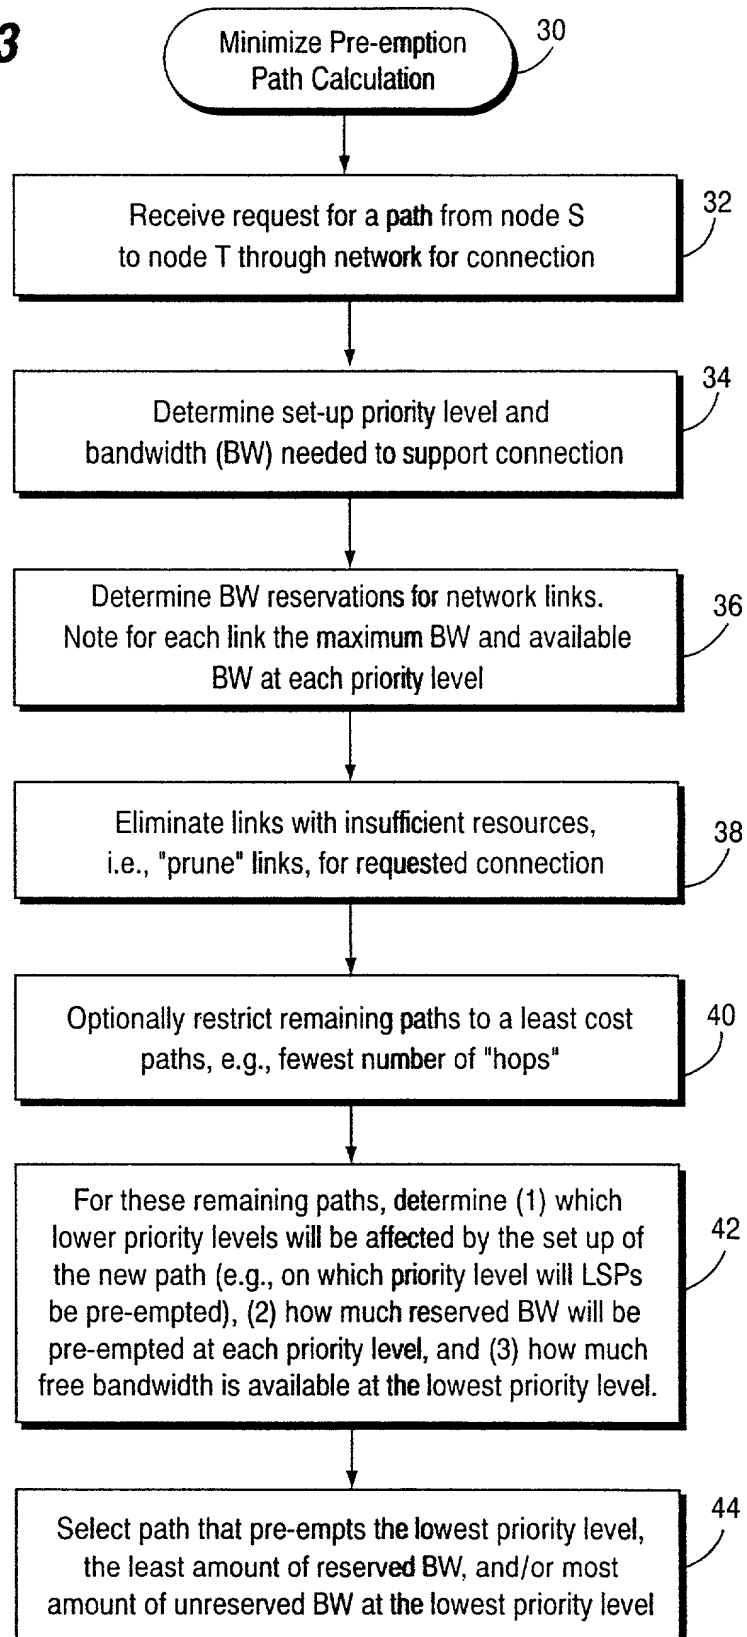 3
Minimize Pre-emption
Path Calculation
30
Receive request for a path from node S
to node T through network for connection
32
Determine set-up priority level and
bandwidth (BW) needed to support connection
34
Determine BW reservations for network links.
Note for each link the maximum BW and available
BW at each priority level
36
Eliminate links with insufficient resources,
i.e., "prune" links, for requested connection
38
Optionally restrict remaining paths to a least cost
paths, e.g., fewest number of "hops"
40
For these remaining paths, determine (1) which
lower priority levels will be affected by the set up of
the new path (e.g., on which priority level will LSPs
be pre-empted), (2) how much reserved BW will be
pre-empted at each priority level, and (3) how much
free bandwidth is available at the lowest priority level.
42
Select path that pre-empts the lowest priority level,
the least amount of reserved BW, and/or most
amount of unreserved BW at the lowest priority level
44